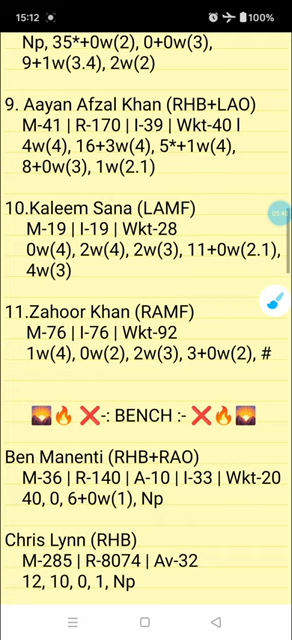 15:12
100%
Np, 35*+0w(2), 0+0w(3),
9+1w(3.4), 2w(2)
9. Aayan Afzal Khan (RHB+LAO)
M-41 | R-170 | I-39 | Wkt-40 l
4w(4), 16+3w(4), 5*+1w(4),
8+0w(3), 1w(2.1)
10.Kaleem Sana (LAMF)
M-19 | I-19 | Wkt-28
0w(4), 2w(4), 2w(3), 11+0w(2.1),
4w(3)
11.Zahoor Khan (RAMF)
M-76 | I-76 | Wkt-92
1w(4), 0w(2), 2w(3), 3+0w(2), #
🌄🔥 ❌-: BENCH :- ❌🔥🌄
Ben Manenti (RHB+RAO)
M-36 | R-140 | A-10 | I-33 | Wkt-20
40, 0, 6+0w(1), Np
Chris Lynn (RHB)
M-285 | R-8074 | Av-32
12, 10, 0, 1, Np